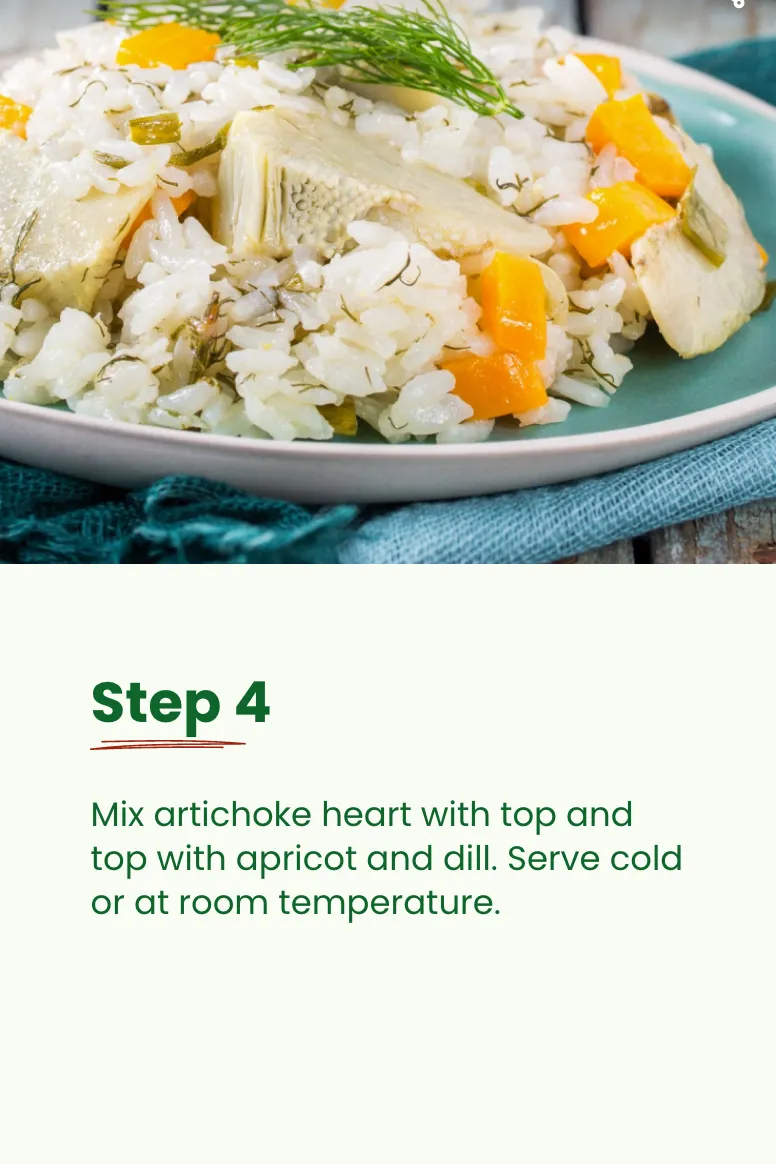 Step 4
Mix artichoke heart with top and
top with apricot and dill. Serve cold
or at room temperature.